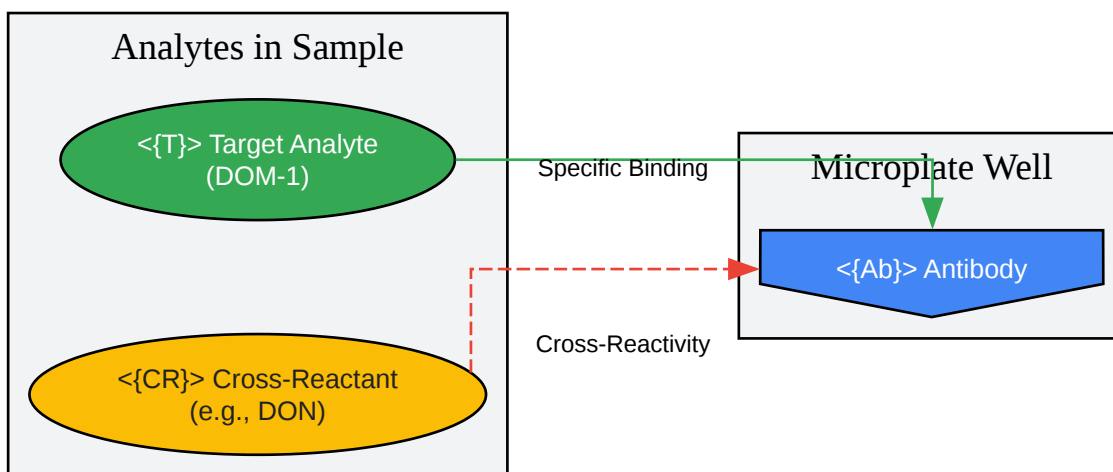 Analytes in Sample
<{T}> Target Analyte
(DOM-1)
Specific Binding
Microplate Well
<{Ab}> Antibody
Cross-Reactivity
<{CR}> Cross-Reactant
(e.g., DON)